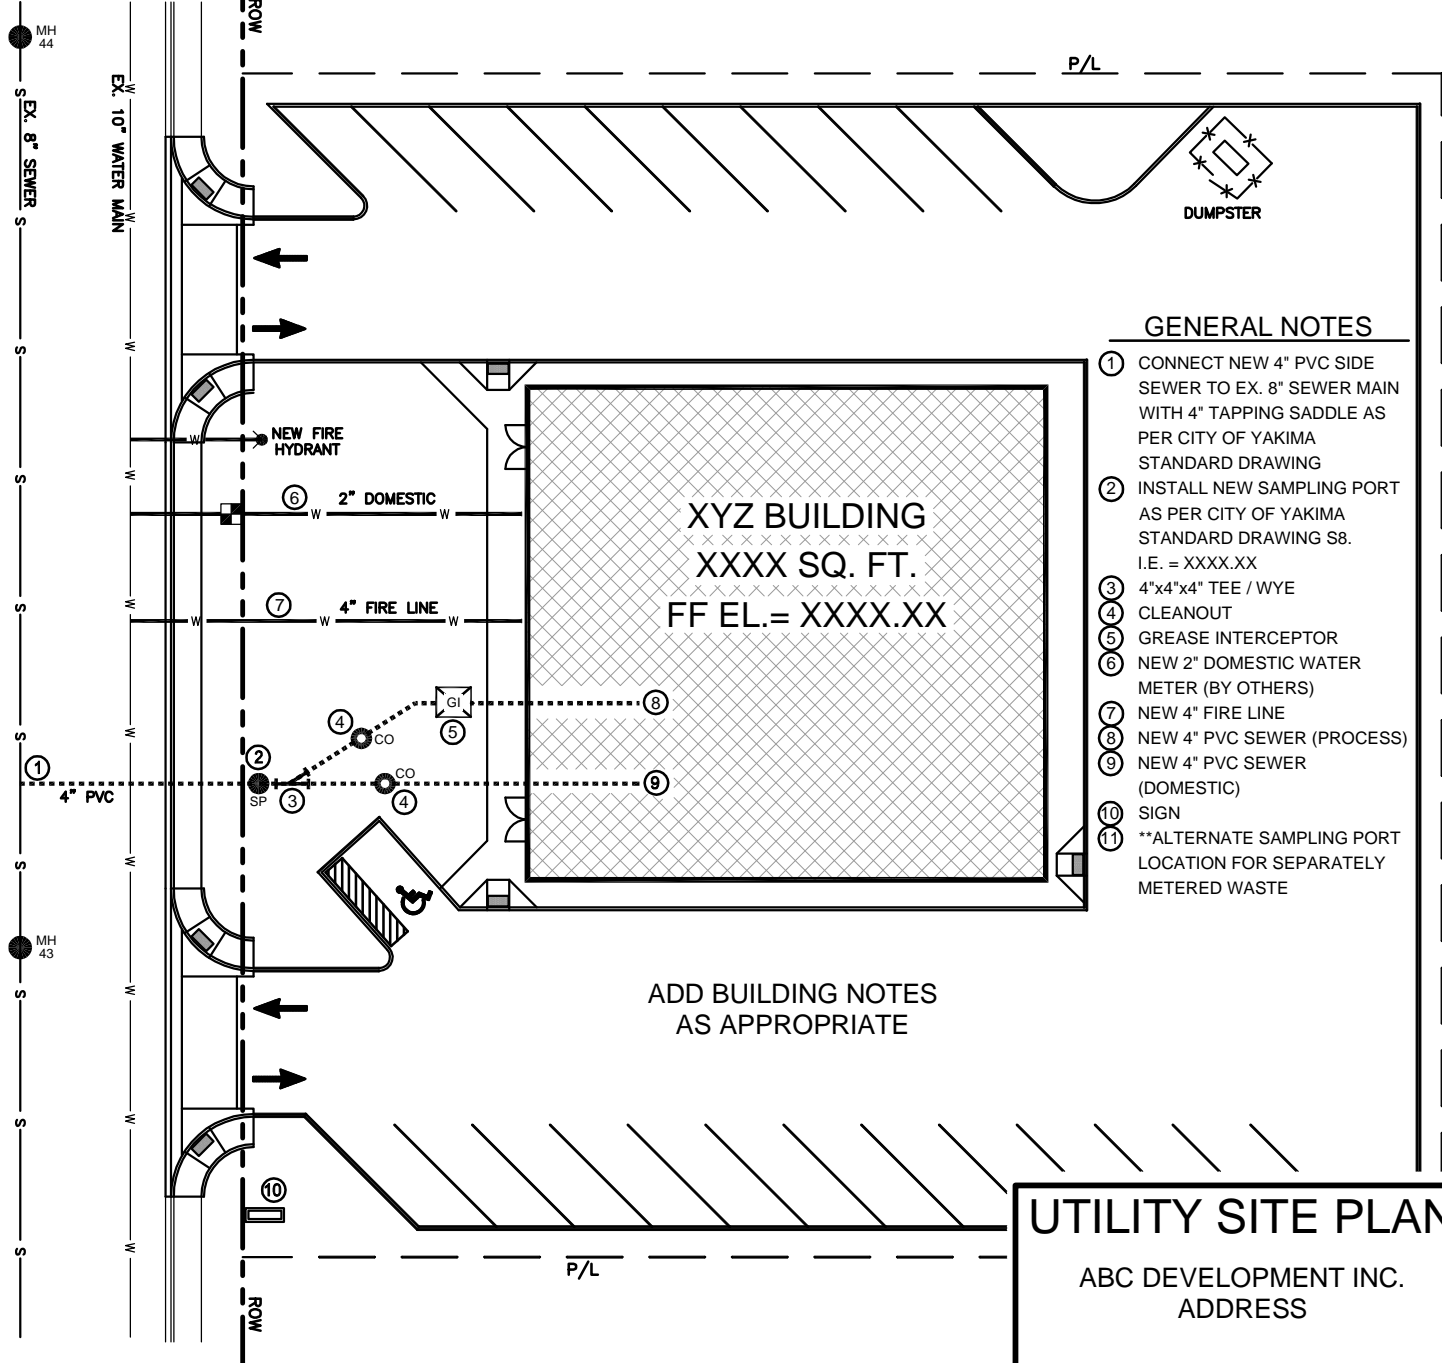 MH
44
ROW
P/L
EX. 8" SEWER
EX. 10" WATER MAIN
DUMPSTER
GENERAL NOTES
1 CONNECT NEW 4" PVC SIDE
SEWER TO EX. 8" SEWER MAIN
WITH 4" TAPPING SADDLE AS
PER CITY OF YAKIMA
STANDARD DRAWING
2 INSTALL NEW SAMPLING PORT
AS PER CITY OF YAKIMA
STANDARD DRAWING S8.
I.E. = XXXX.XX
3 4"x4"x4" TEE / WYE
4 CLEANOUT
5 GREASE INTERCEPTOR
6 NEW 2" DOMESTIC WATER
METER (BY OTHERS)
7 NEW 4" FIRE LINE
8 NEW 4" PVC SEWER (PROCESS)
9 NEW 4" PVC SEWER
(DOMESTIC)
10 SIGN
11 **ALTERNATE SAMPLING PORT
LOCATION FOR SEPARATELY
METERED WASTE
NEW FIRE
HYDRANT
W
6 2" DOMESTIC
W W
7 4" FIRE LINE
W W W
XYZ BUILDING
XXXX SQ. FT.
FF EL.= XXXX.XX
GI
8
5
4
CO
1
4" PVC
2
SP
3
CO
4
9
MH
43
ADD BUILDING NOTES
AS APPROPRIATE
10
P/L
ROW
S S S S S S S S S S
W W W W W W W W W W
UTILITY SITE PLAN
ABC DEVELOPMENT INC.
ADDRESS